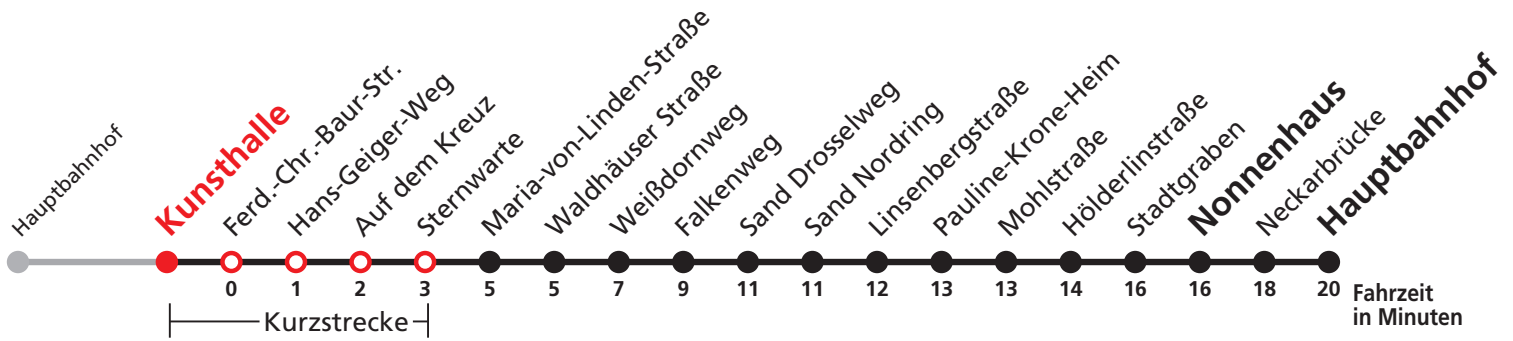 Hauptbahnhof
Kunsthalle
Ferd.-Chr.-Baur-Str.
Hans-Geiger-Weg
Auf dem Kreuz
Sternwarte
Maria-von-Linden-Straße
Waldhäuser Straße
Weißdornweg
Falkenweg
Sand Drosselweg
Sand Nordring
Linsenbergstraße
Pauline-Krone-Heim
Mohlstraße
Hölderlinstraße
Stadtgraben
Nonnenhaus
Neckarbrücke
Hauptbahnhof
0 1 2 3 5 5 7 9 11 11 12 13 13 14 16 16 18 20 Fahrzeit
in Minuten
Kurzstrecke